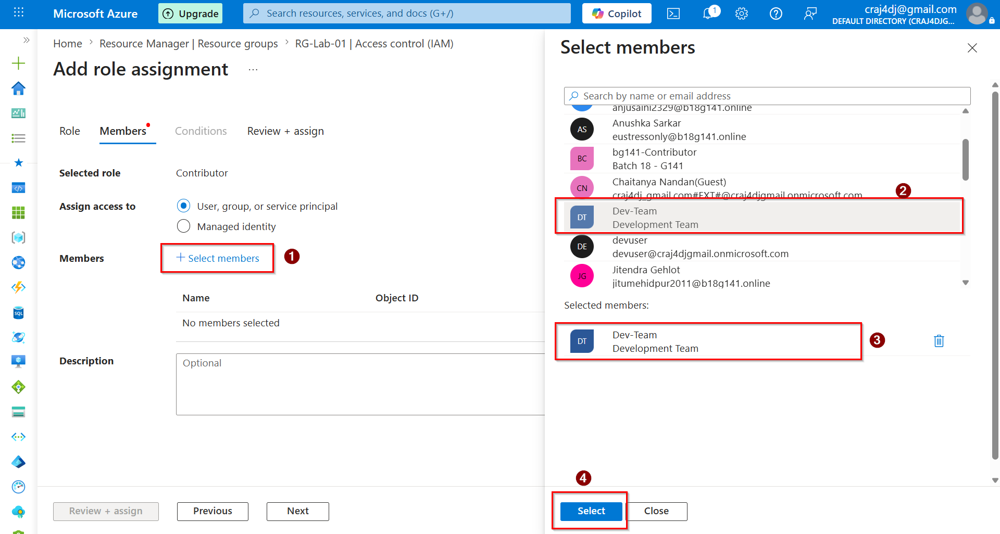 Microsoft Azure
Upgrade
Search resources, services, and docs (G+/)
Copilot
1
craj4dj@gmail.com
DEFAULT DIRECTORY (CRAJ4DJG...
Home > Resource Manager | Resource groups > RG-Lab-01 | Access control (IAM)
Add role assignment ...
Role
Members
Conditions
Review + assign
Selected role
Contributor
Assign access to
User, group, or service principal
Managed identity
Members
+ Select members
1
Name
Object ID
No members selected
Description
Optional
Review + assign
Previous
Next
SQL
Select members
Search by name or email address
anjusaini2329@b18g141.online
AS
Anushka Sarkar
eustressonly@b18g141.online
BC
bg141-Contributor
Batch 18 - G141
CN
Chaitanya Nandan(Guest)
craj4dj_gmail.com#EXT#@craj4djgmail.onmicrosoft.com
2
DT
Dev-Team
Development Team
DE
devuser
devuser@craj4djgmail.onmicrosoft.com
JG
Jitendra Gehlot
jitumehidpur2011@b18g141.online
Selected members:
DT
Dev-Team
Development Team
3
4
Select
Close